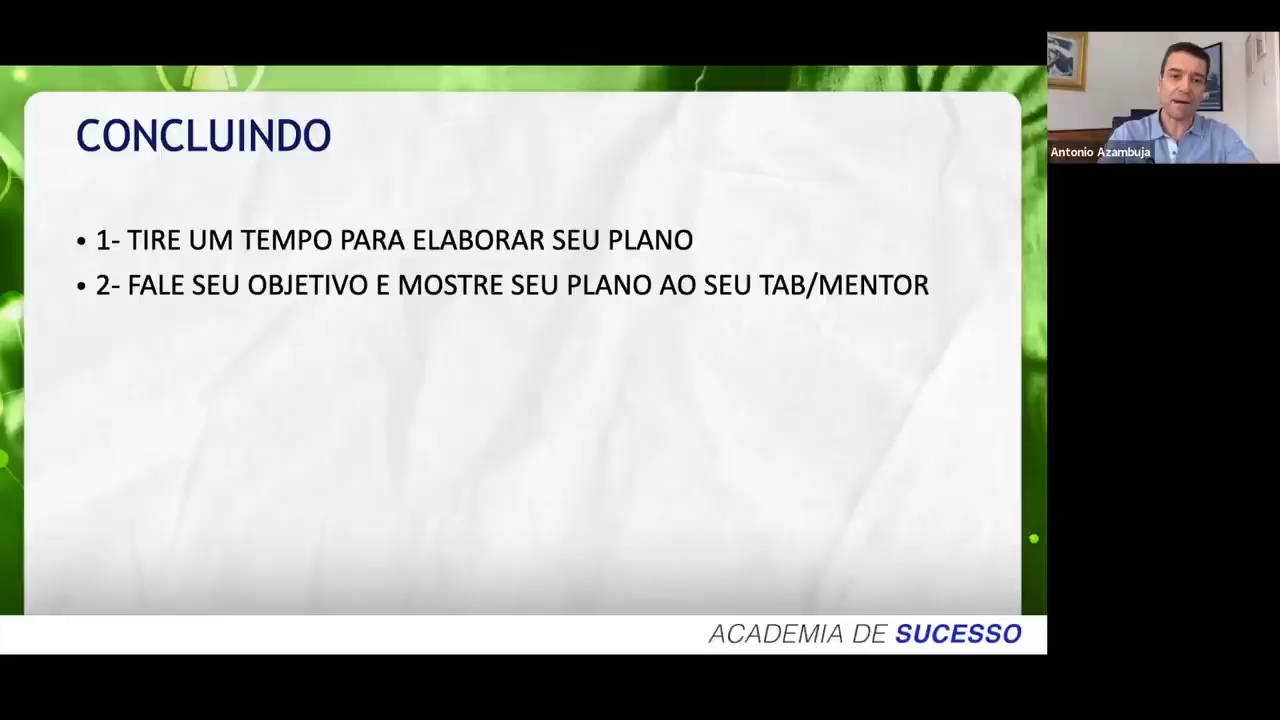 CONCLUINDO
• 1- TIRE UM TEMPO PARA ELABORAR SEU PLANO
• 2- FALE SEU OBJETIVO E MOSTRE SEU PLANO AO SEU TAB/MENTOR
ACADEMIA DE SUCESSO
Antonio Azambuja